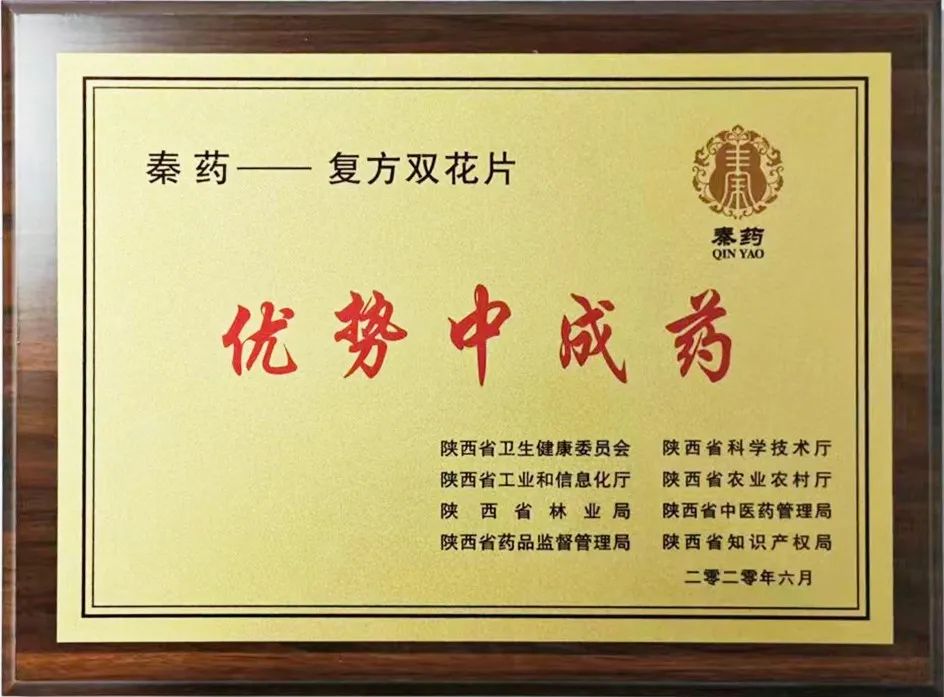 秦药——复方双花片
秦药
QIN YAO
优势中成药
陕西省卫生健康委员会 陕西省科学技术厅
陕西省工业和信息化厅 陕西省农业农村厅
陕西省林业局 陕西省中医药管理局
陕西省药品监督管理局 陕西省知识产权局
二零二零年六月